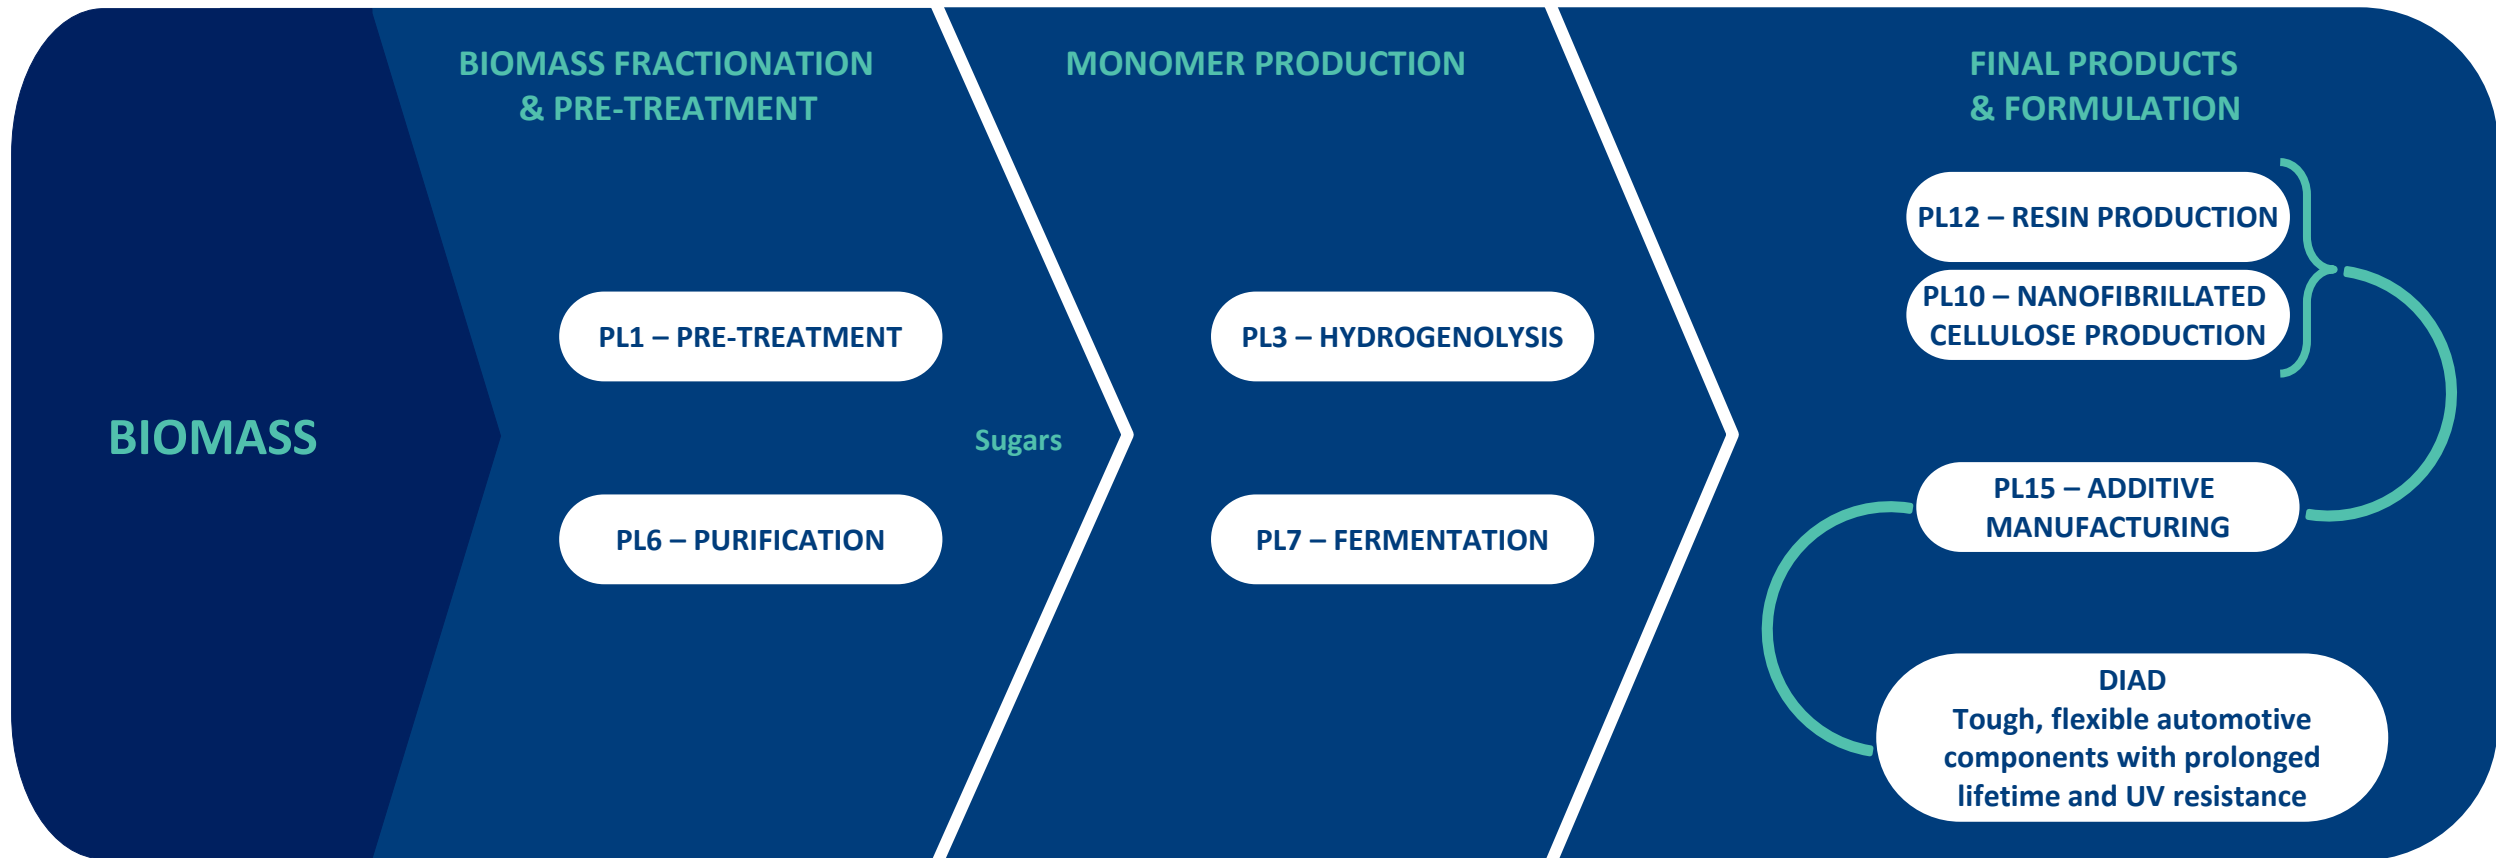 BIOMASS
BIOMASS FRACTIONATION
& PRE-TREATMENT
PL1 – PRE-TREATMENT
PL6 – PURIFICATION
Sugars
MONOMER PRODUCTION
PL3 – HYDROGENOLYSIS
PL7 – FERMENTATION
FINAL PRODUCTS
& FORMULATION
PL12 – RESIN PRODUCTION
PL10 – NANOFIBRILLATED
CELLULOSE PRODUCTION
PL15 – ADDITIVE
MANUFACTURING
DIAD
Tough, flexible automotive
components with prolonged
lifetime and UV resistance